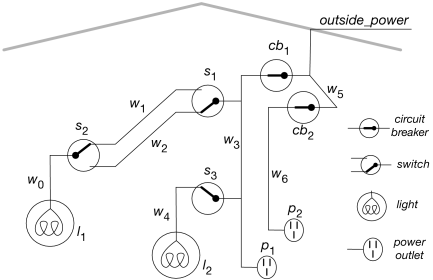 outside_power
cb1
s1
w5
w1
circuit
breaker
cb2
s2
w2
w3
switch
w0
s3
w6
w4
p2
light
l1
p1
l2
power
outlet